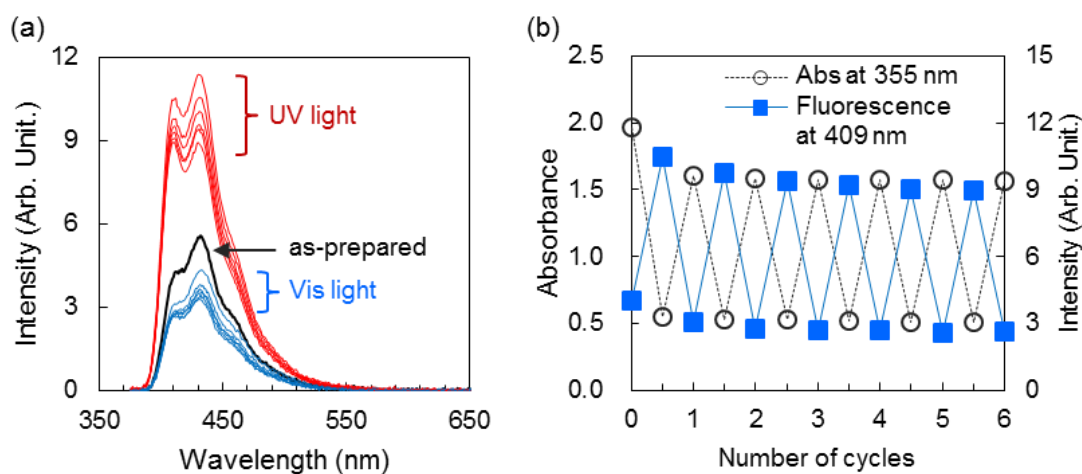 (a)
12
9
6
3
0
Intensity (Arb. Unit.)
UV light
as-prepared
Vis light
350
450
550
650
Wavelength (nm)
(b)
2.5
2.0
1.5
1.0
0.5
0.0
Absorbance
Abs at 355 nm
Fluorescence
at 409 nm
15
12
9
6
3
0
Intensity (Arb. Unit.)
0
1
2
3
4
5
6
Number of cycles